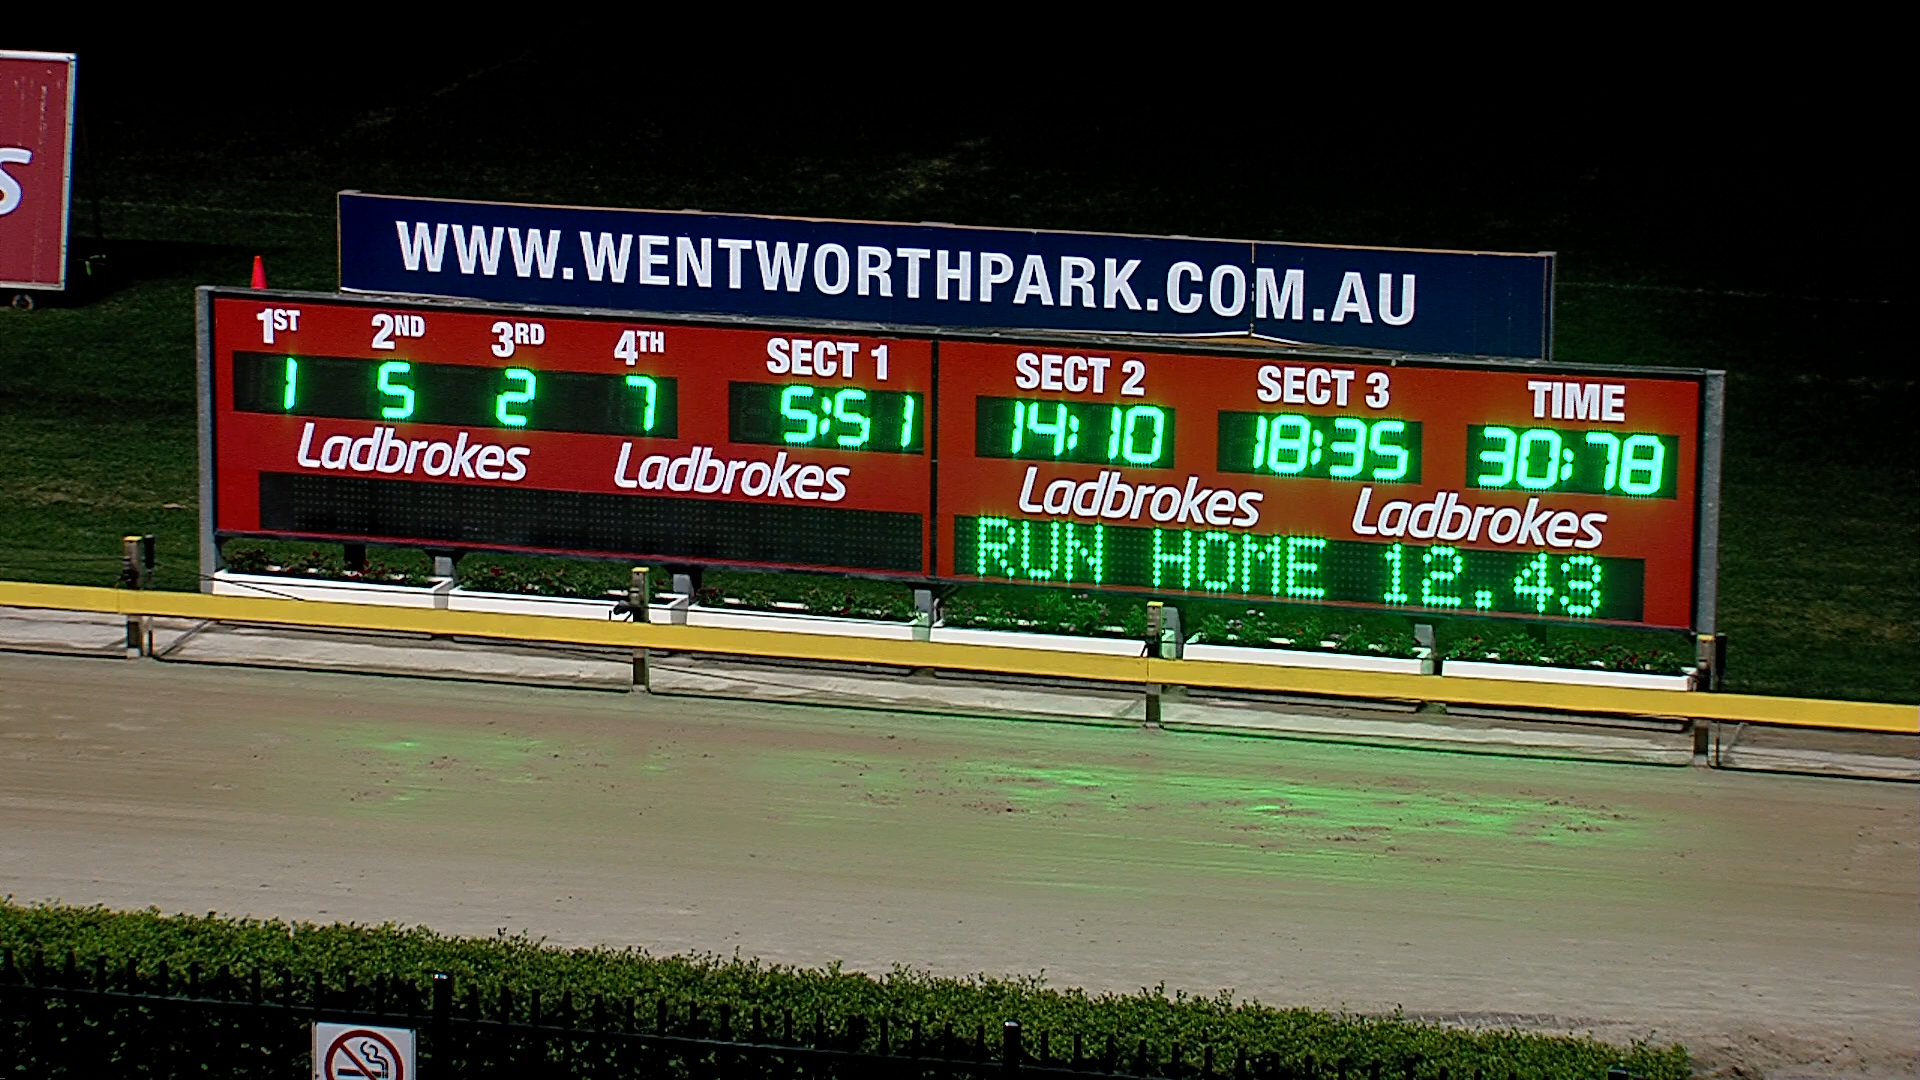 WWW.WENTWORTHPARK.COM.AU
1ST 2ND 3RD 4TH SECT 1 SECT 2 SECT 3 TIME
1 5 2 7 5:51 14:10 18:35 30:78
Ladbrokes Ladbrokes Ladbrokes Ladbrokes
RUN HOME 12.43